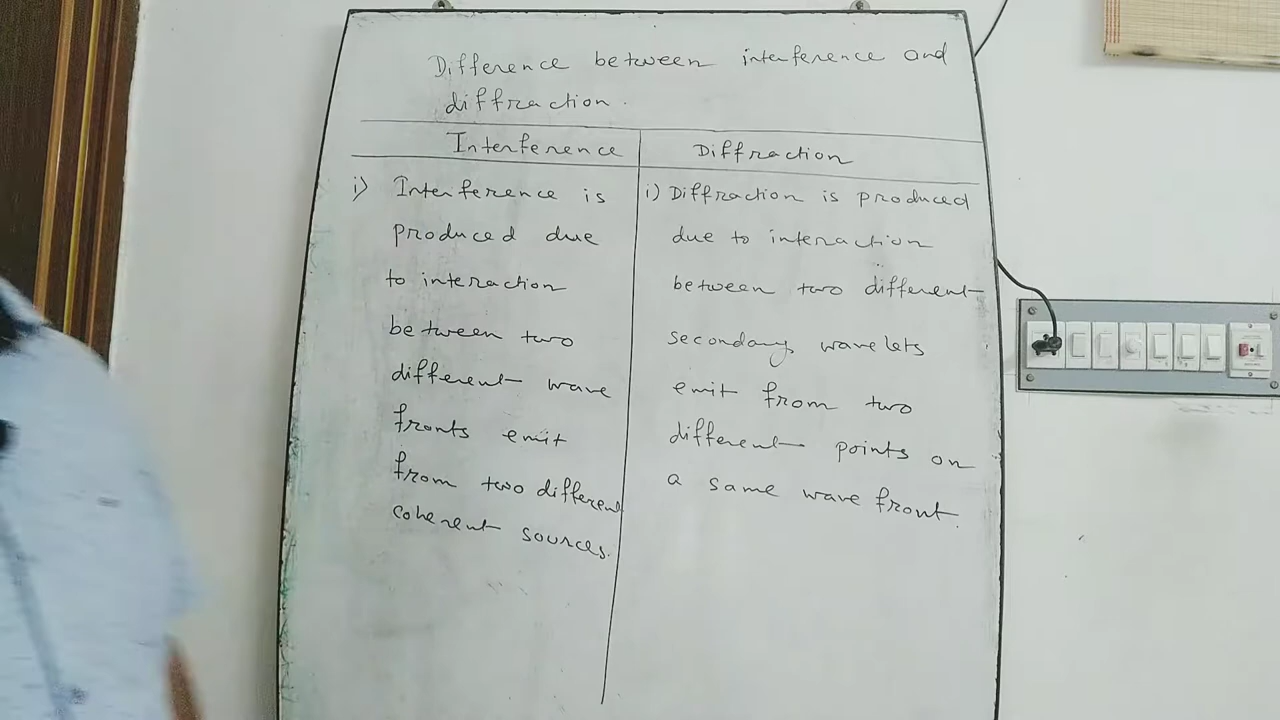 Difference between interference and
diffraction.
Interference
Diffraction
i) Interference is
produced due
to interaction
between two
different wave
fronts emit
from two different
coherent sources.
i) Diffraction is produced
due to interaction
between two different
secondary wavelets
emit from two
different points on
a same wave front.